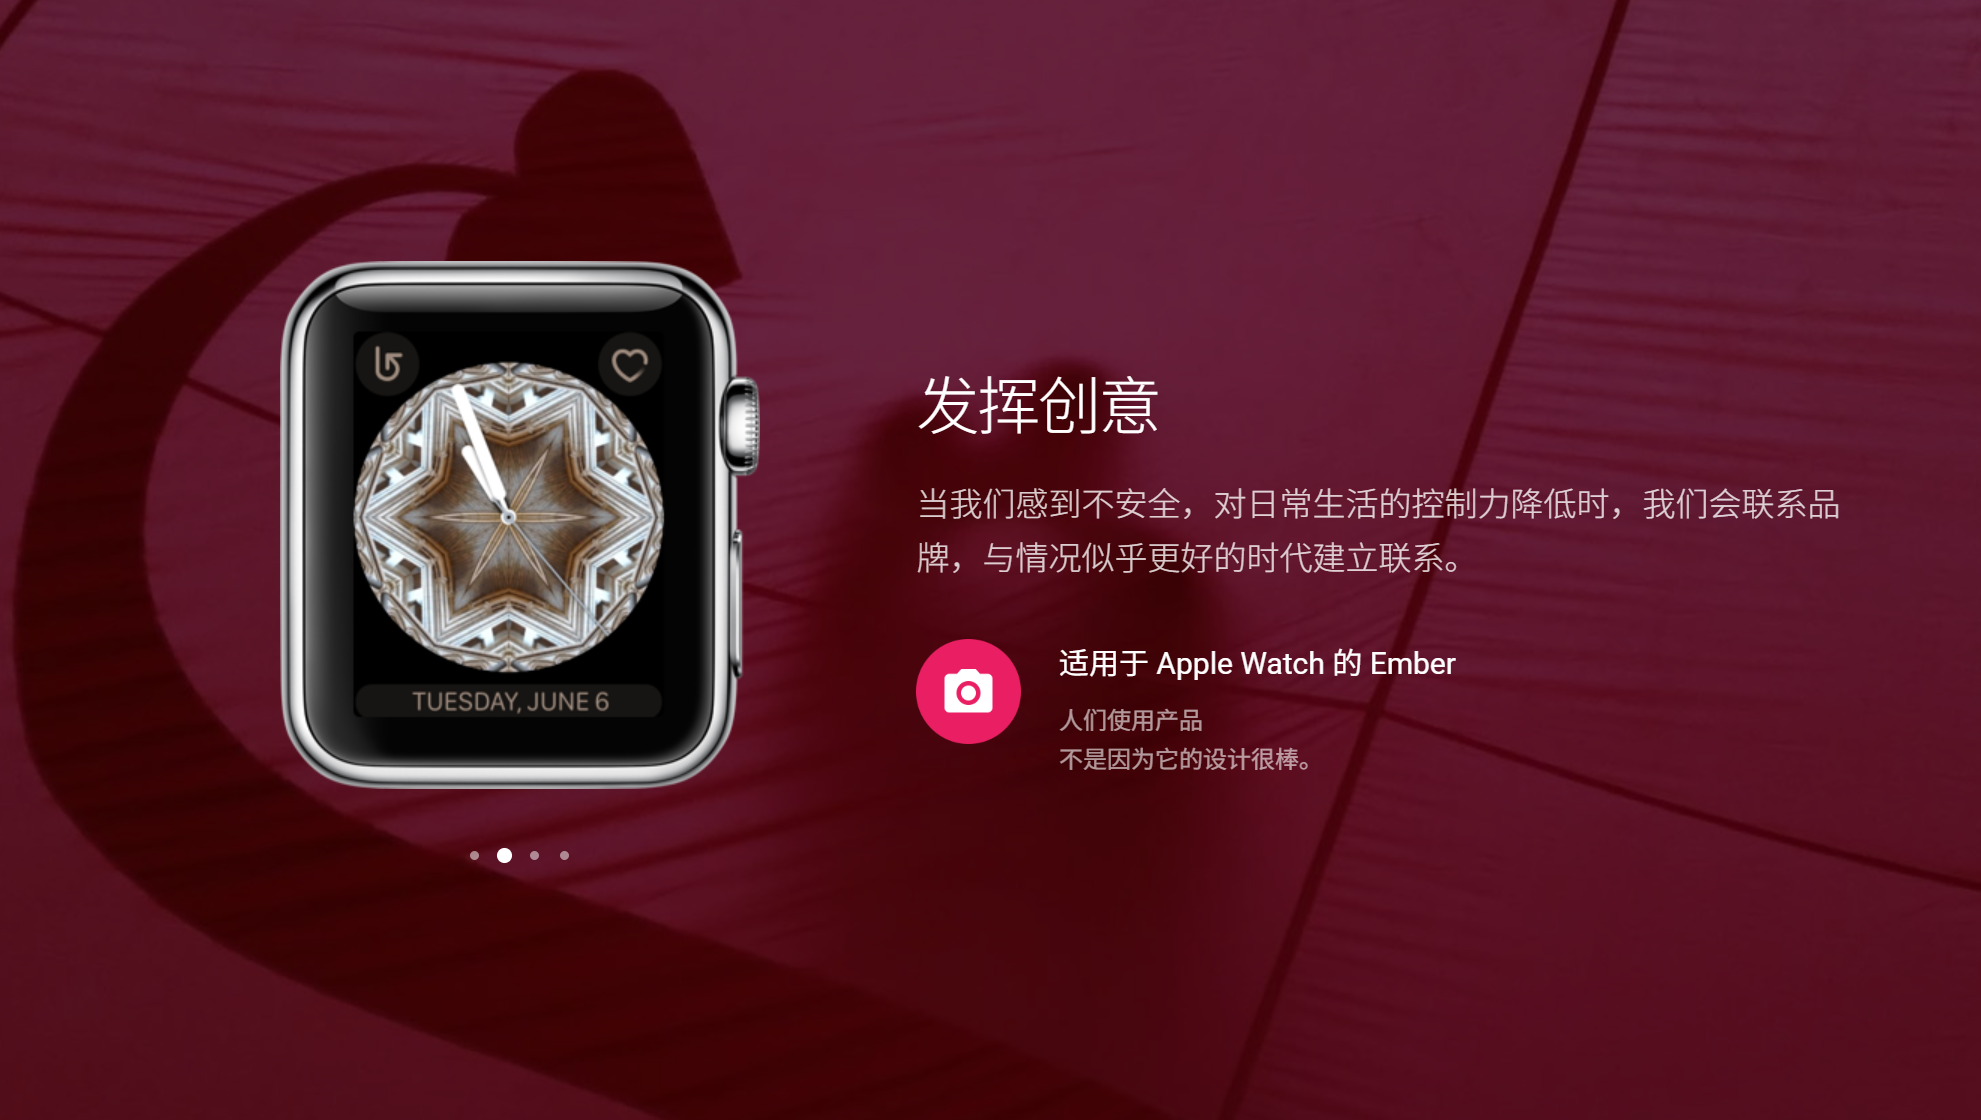 TUESDAY, JUNE 6
发挥创意
当我们感到不安全，对日常生活的控制力降低时，我们会联系品
牌，与情况似乎更好的时代建立联系。
适用于 Apple Watch 的 Ember
人们使用产品
不是因为它的设计很棒。